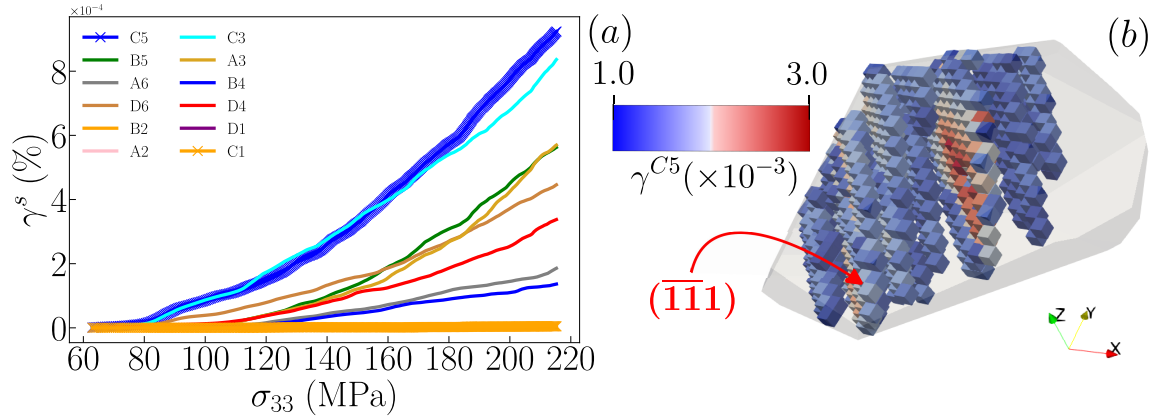 ×10⁻⁴
8
6
4
2
0
γˢ (%)
C5 C3
B5 A3
A6 B4
D6 D4
B2 D1
A2 C1
60 80 100 120 140 160 180 200 220
σ₃₃ (MPa)
(a)
1.0 3.0
γ^{C5}(×10⁻³)
(b)
(1̅1̅1)
Z Y X